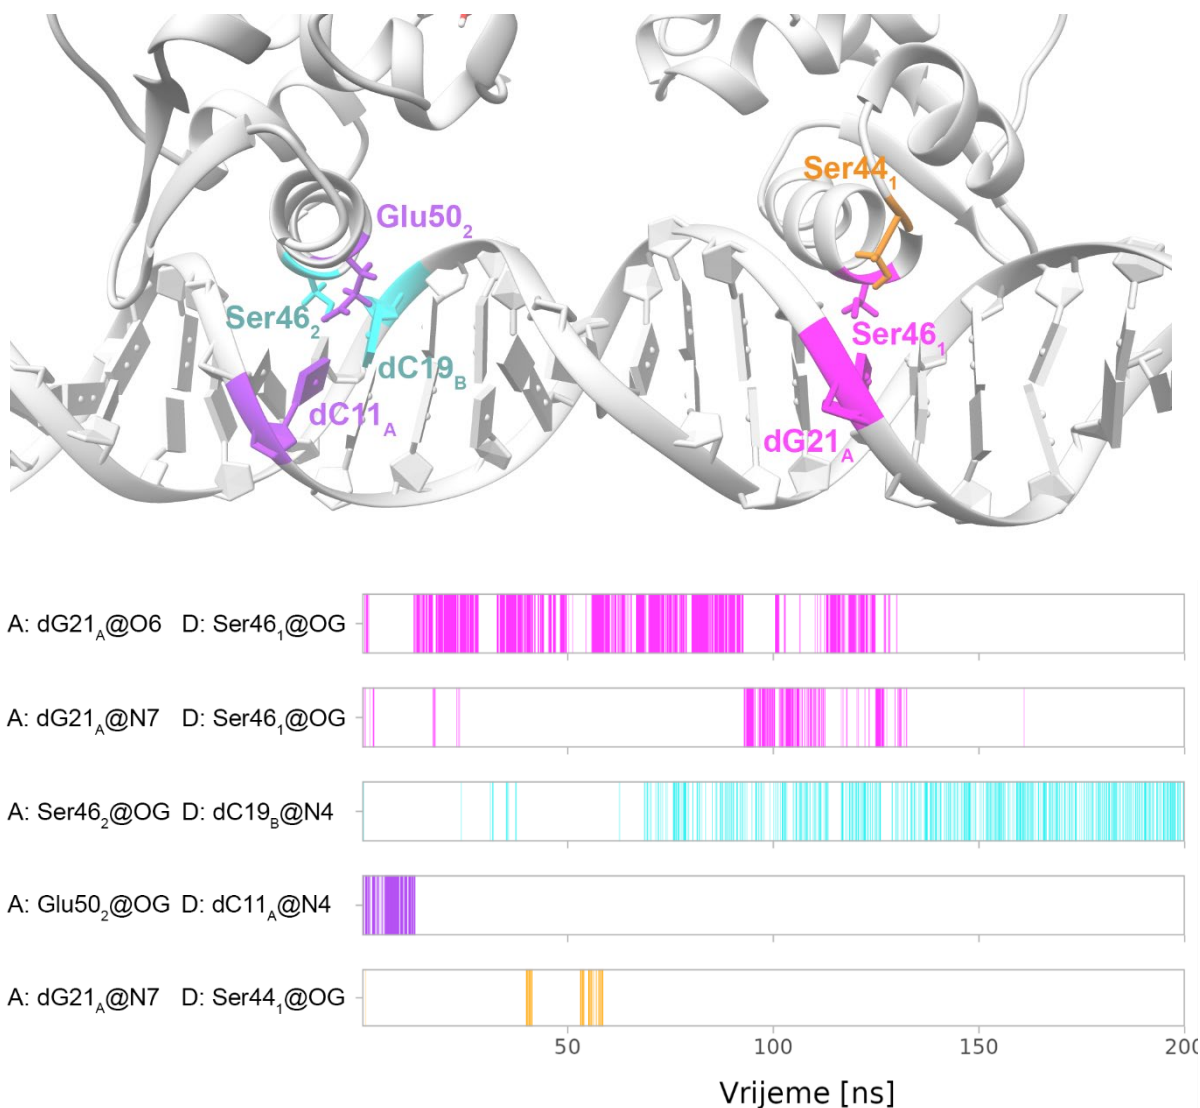 Ser44₁
Glu50₂
Ser46₂
Ser46₁
dC19_B
dC11_A
dG21_A
A: dG21_A@O6 D: Ser46₁@OG
A: dG21_A@N7 D: Ser46₁@OG
A: Ser46₂@OG D: dC19_B@N4
A: Glu50₂@OG D: dC11_A@N4
A: dG21_A@N7 D: Ser44₁@OG
50 100 150 200
Vrijeme [ns]